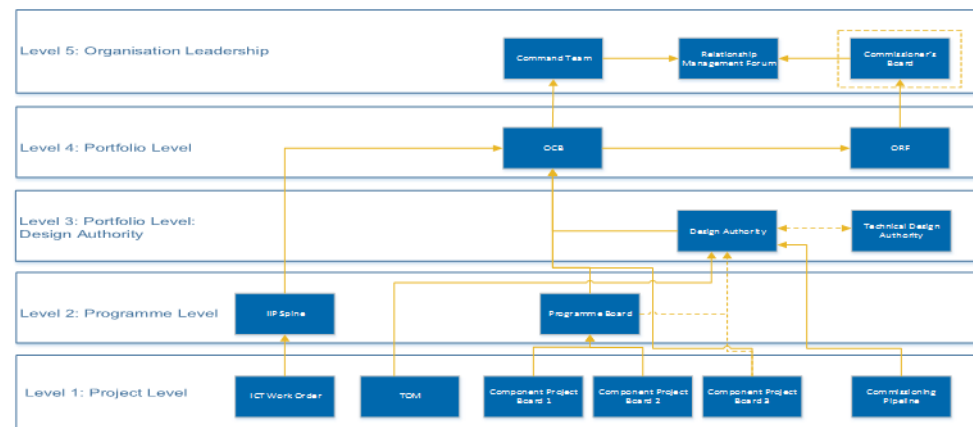 Level 5: Organisation Leadership
Command Team
Relationship
Management Forum
Commissioner's
Board
Level 4: Portfolio Level
OCB
ORF
Level 3: Portfolio Level:
Design Authority
Design Authority
Technical Design
Authority
Level 2: Programme Level
IIP Spine
Programme Board
Level 1: Project Level
ICT Work Order
TOM
Component Project
Board 1
Component Project
Board 2
Component Project
Board 3
Commissioning
Pipeline